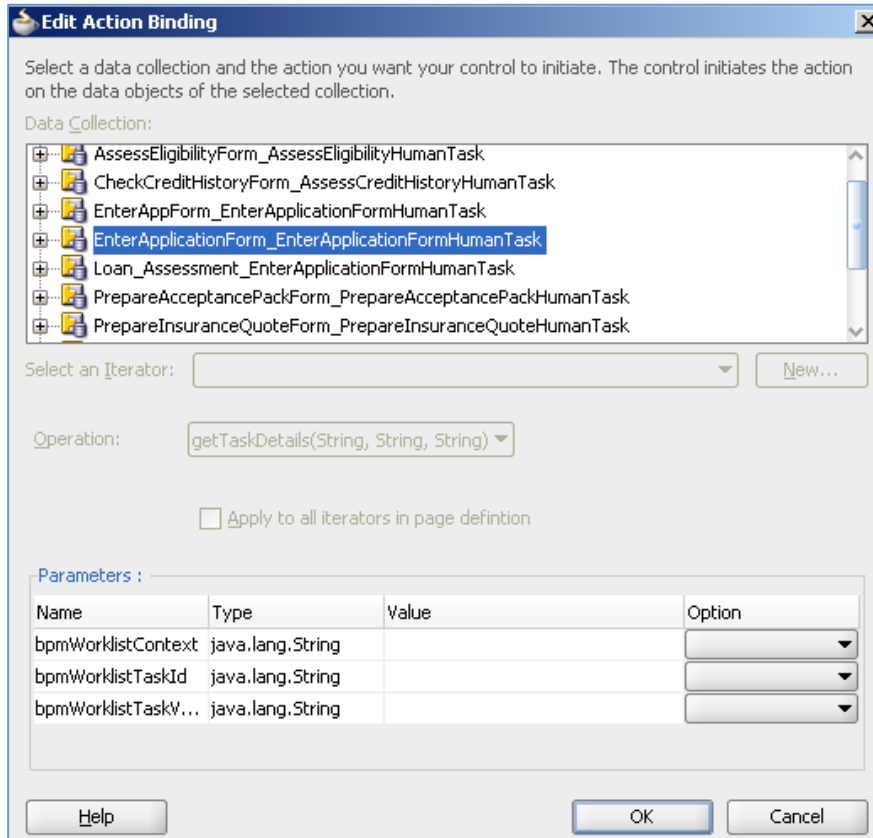 Edit Action Binding
Select a data collection and the action you want your control to initiate. The control initiates the action
on the data objects of the selected collection.
Data Collection:
AssessEligibilityForm_AssessEligibilityHumanTask
CheckCreditHistoryForm_AssessCreditHistoryHumanTask
EnterAppForm_EnterApplicationFormHumanTask
EnterApplicationForm_EnterApplicationFormHumanTask
Loan_Assessment_EnterApplicationFormHumanTask
PrepareAcceptancePackForm_PrepareAcceptancePackHumanTask
PrepareInsuranceQuoteForm_PrepareInsuranceQuoteHumanTask
Select an Iterator: New...
Operation: getTaskDetails(String, String, String)
Apply to all iterators in page defintion
Parameters :
Name Type Value Option
bpmWorklistContext java.lang.String
bpmWorklistTaskId java.lang.String
bpmWorklistTaskV... java.lang.String
Help OK Cancel